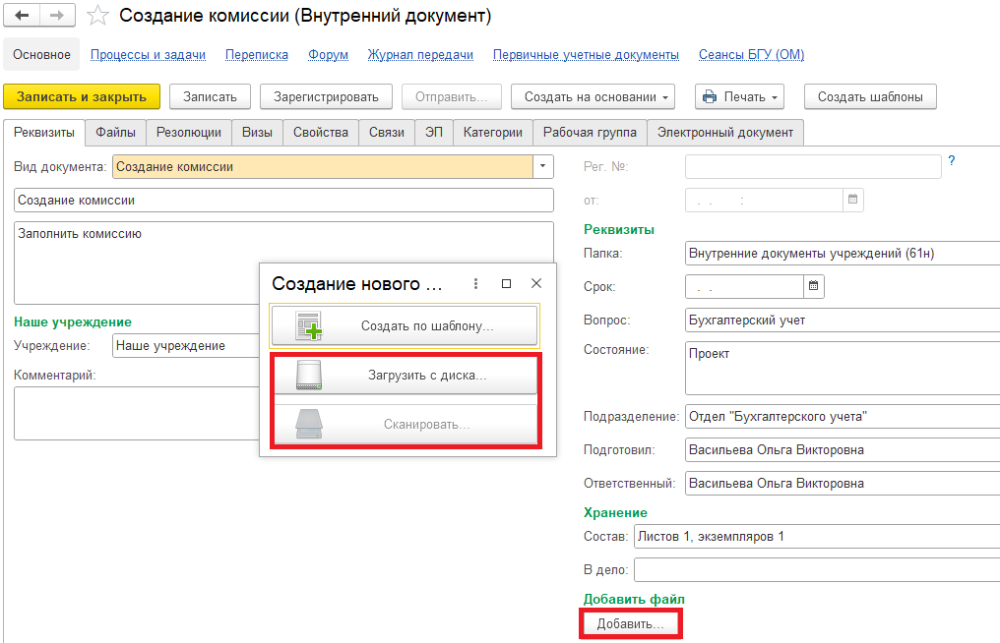 Создание комиссии (Внутренний документ)
Основное Процессы и задачи Переписка Форум Журнал передачи Первичные учетные документы Сеансы БГУ (ОМ)
Записать и закрыть Записать Зарегистрировать Отправить... Создать на основании Печать Создать шаблоны
Реквизиты Файлы Резолюции Визы Свойства Связи ЭП Категории Рабочая группа Электронный документ
Вид документа: Создание комиссии
Создание комиссии
Заполнить комиссию
Наше учреждение
Учреждение: Наше учреждение
Комментарий:
Создание нового ...
Создать по шаблону...
Загрузить с диска...
Сканировать...
Рег. №: ?
от: . . :
Реквизиты
Папка: Внутренние документы учреждений (61н)
Срок: . .
Вопрос: Бухгалтерский учет
Состояние: Проект
Подразделение: Отдел "Бухгалтерского учета"
Подготовил: Васильева Ольга Викторовна
Ответственный: Васильева Ольга Викторовна
Хранение
Состав: Листов 1, экземпляров 1
В дело:
Добавить файл
Добавить...